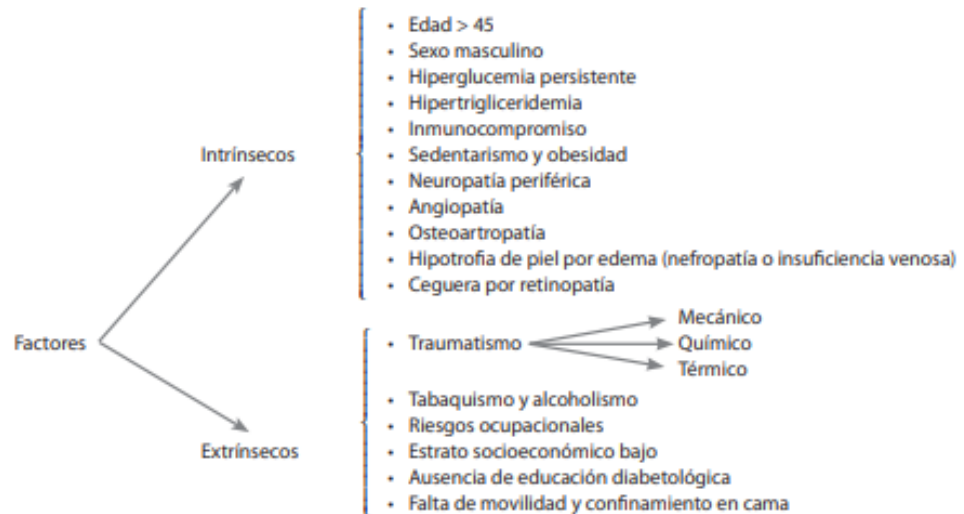 Factores
Intrínsecos
• Edad > 45
• Sexo masculino
• Hiperglucemia persistente
• Hipertrigliceridemia
• Inmunocompromiso
• Sedentarismo y obesidad
• Neuropatía periférica
• Angiopatía
• Osteoartropatía
• Hipotrofia de piel por edema (nefropatía o insuficiencia venosa)
• Ceguera por retinopatía
Extrínsecos
• Traumatismo
Mecánico
Químico
Térmico
• Tabaquismo y alcoholismo
• Riesgos ocupacionales
• Estrato socioeconómico bajo
• Ausencia de educación diabetológica
• Falta de movilidad y confinamiento en cama